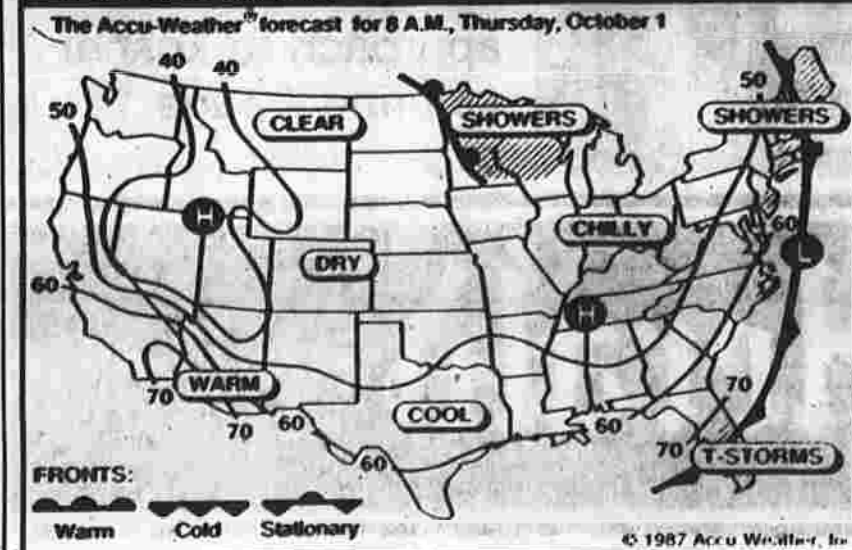 The Accu-Weather® forecast for 8 A.M., Thursday, October 1
40 40
50
CLEAR
SHOWERS
50
SHOWERS
H
CHILLY
60
L
DRY
60
H
70
WARM
70
60
COOL
60
60
70
70
T-STORMS
FRONTS:
Warm Cold Stationary
© 1987 Accu Weather, In